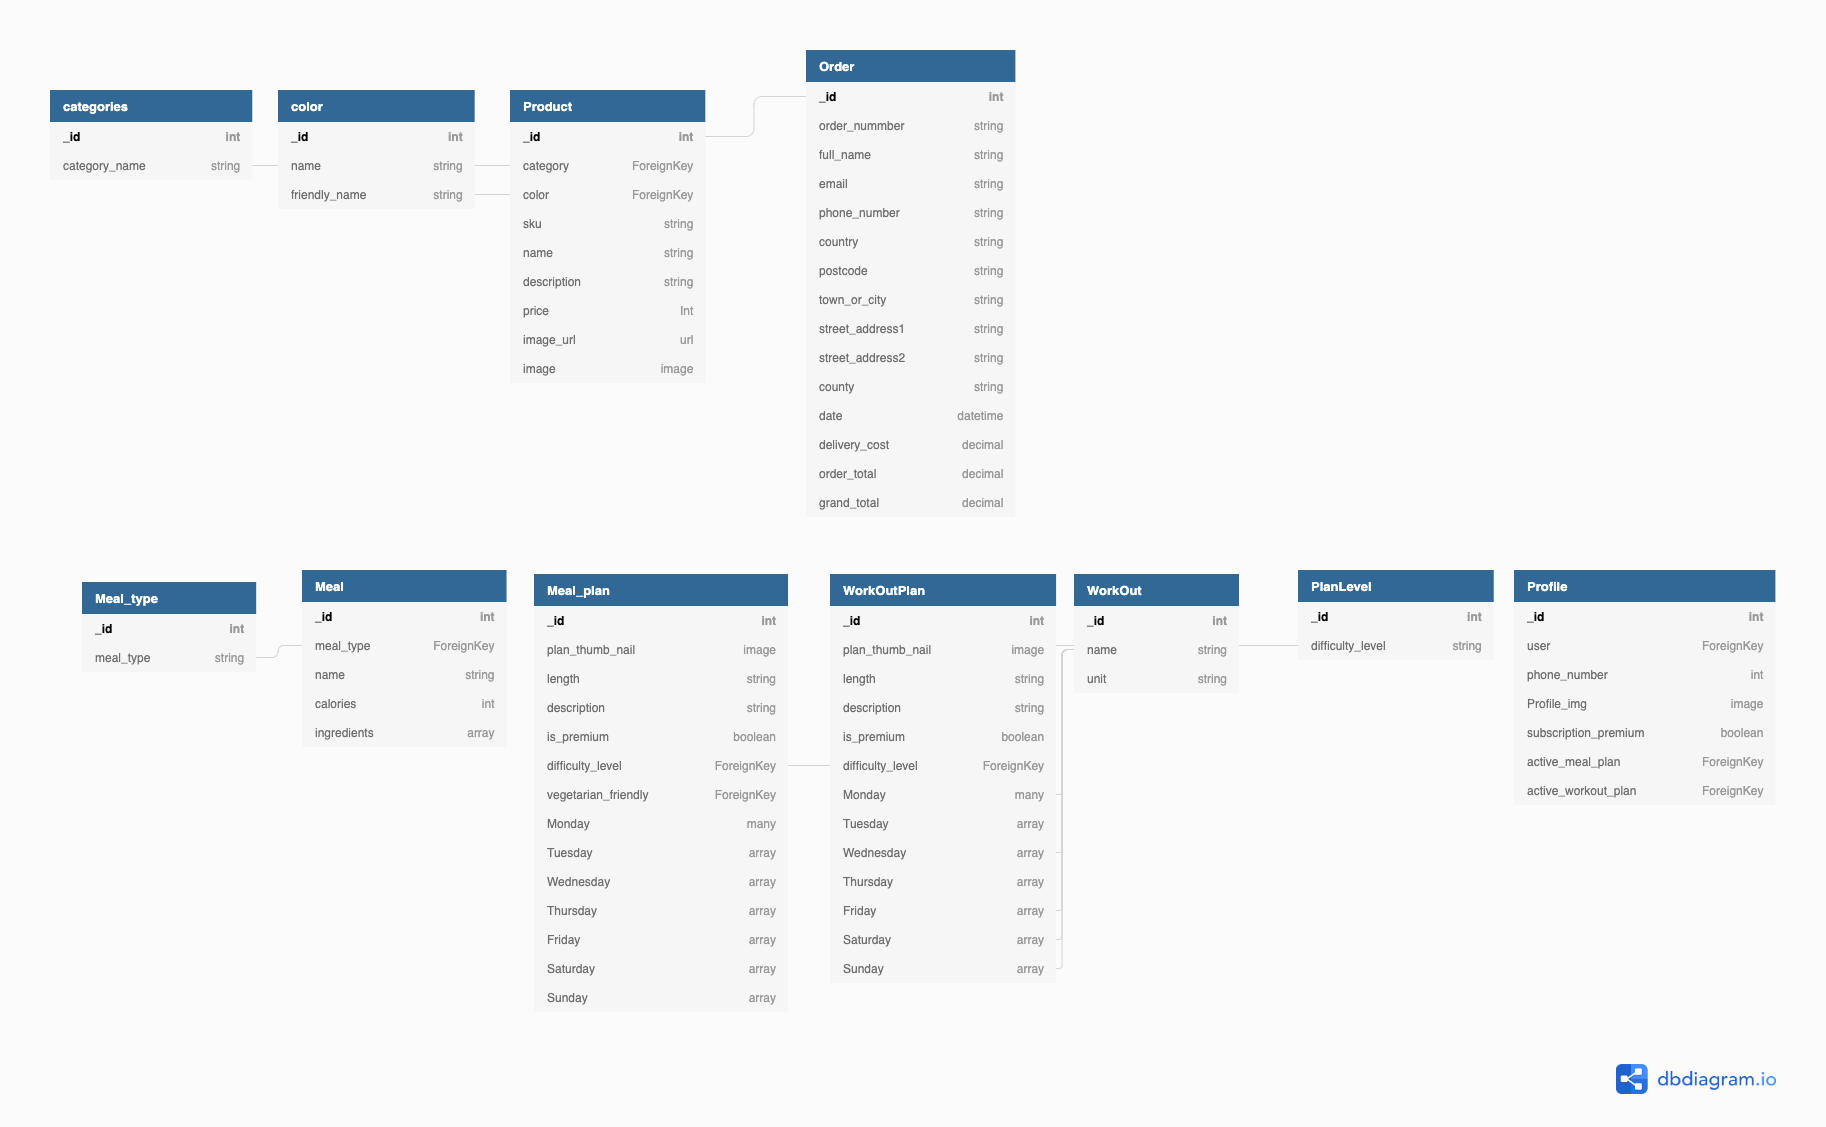 categories
_id int
category_name string
color
_id int
name string
friendly_name string
Product
_id int
category ForeignKey
color ForeignKey
sku string
name string
description string
price Int
image_url url
image image
Order
_id int
order_nummber string
full_name string
email string
phone_number string
country string
postcode string
town_or_city string
street_address1 string
street_address2 string
county string
date datetime
delivery_cost decimal
order_total decimal
grand_total decimal
Meal_type
_id int
meal_type string
Meal
_id int
meal_type ForeignKey
name string
calories int
ingredients array
Meal_plan
_id int
plan_thumb_nail image
length string
description string
is_premium boolean
difficulty_level ForeignKey
vegetarian_friendly ForeignKey
Monday many
Tuesday array
Wednesday array
Thursday array
Friday array
Saturday array
Sunday array
WorkOutPlan
_id int
plan_thumb_nail image
length string
description string
is_premium boolean
difficulty_level ForeignKey
Monday many
Tuesday array
Wednesday array
Thursday array
Friday array
Saturday array
Sunday array
WorkOut
_id int
name string
unit string
PlanLevel
_id int
difficulty_level string
Profile
_id int
user ForeignKey
phone_number int
Profile_img image
subscription_premium boolean
active_meal_plan ForeignKey
active_workout_plan ForeignKey
dbdiagram.io